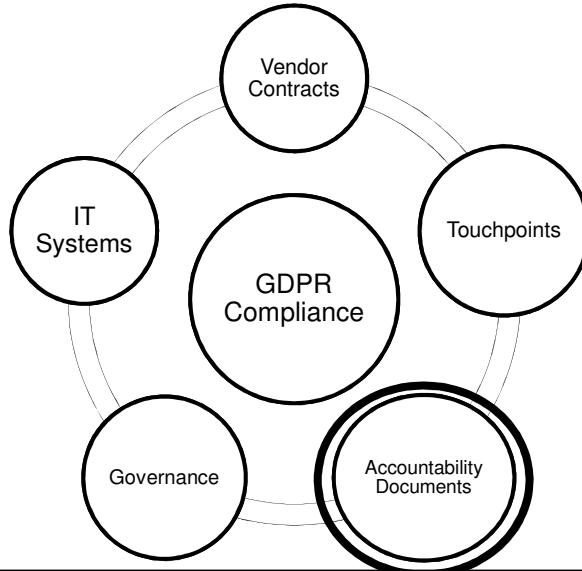 Vendor
Contracts
IT
Systems
Touchpoints
GDPR
Compliance
Governance
Accountability
Documents